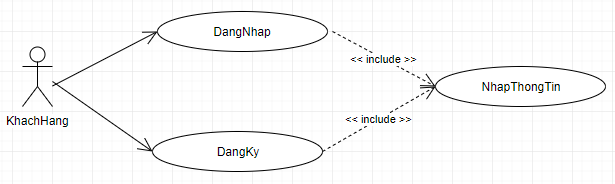 DangNhap
<< include >>
NhapThongTin
KhachHang
<< include >>
DangKy